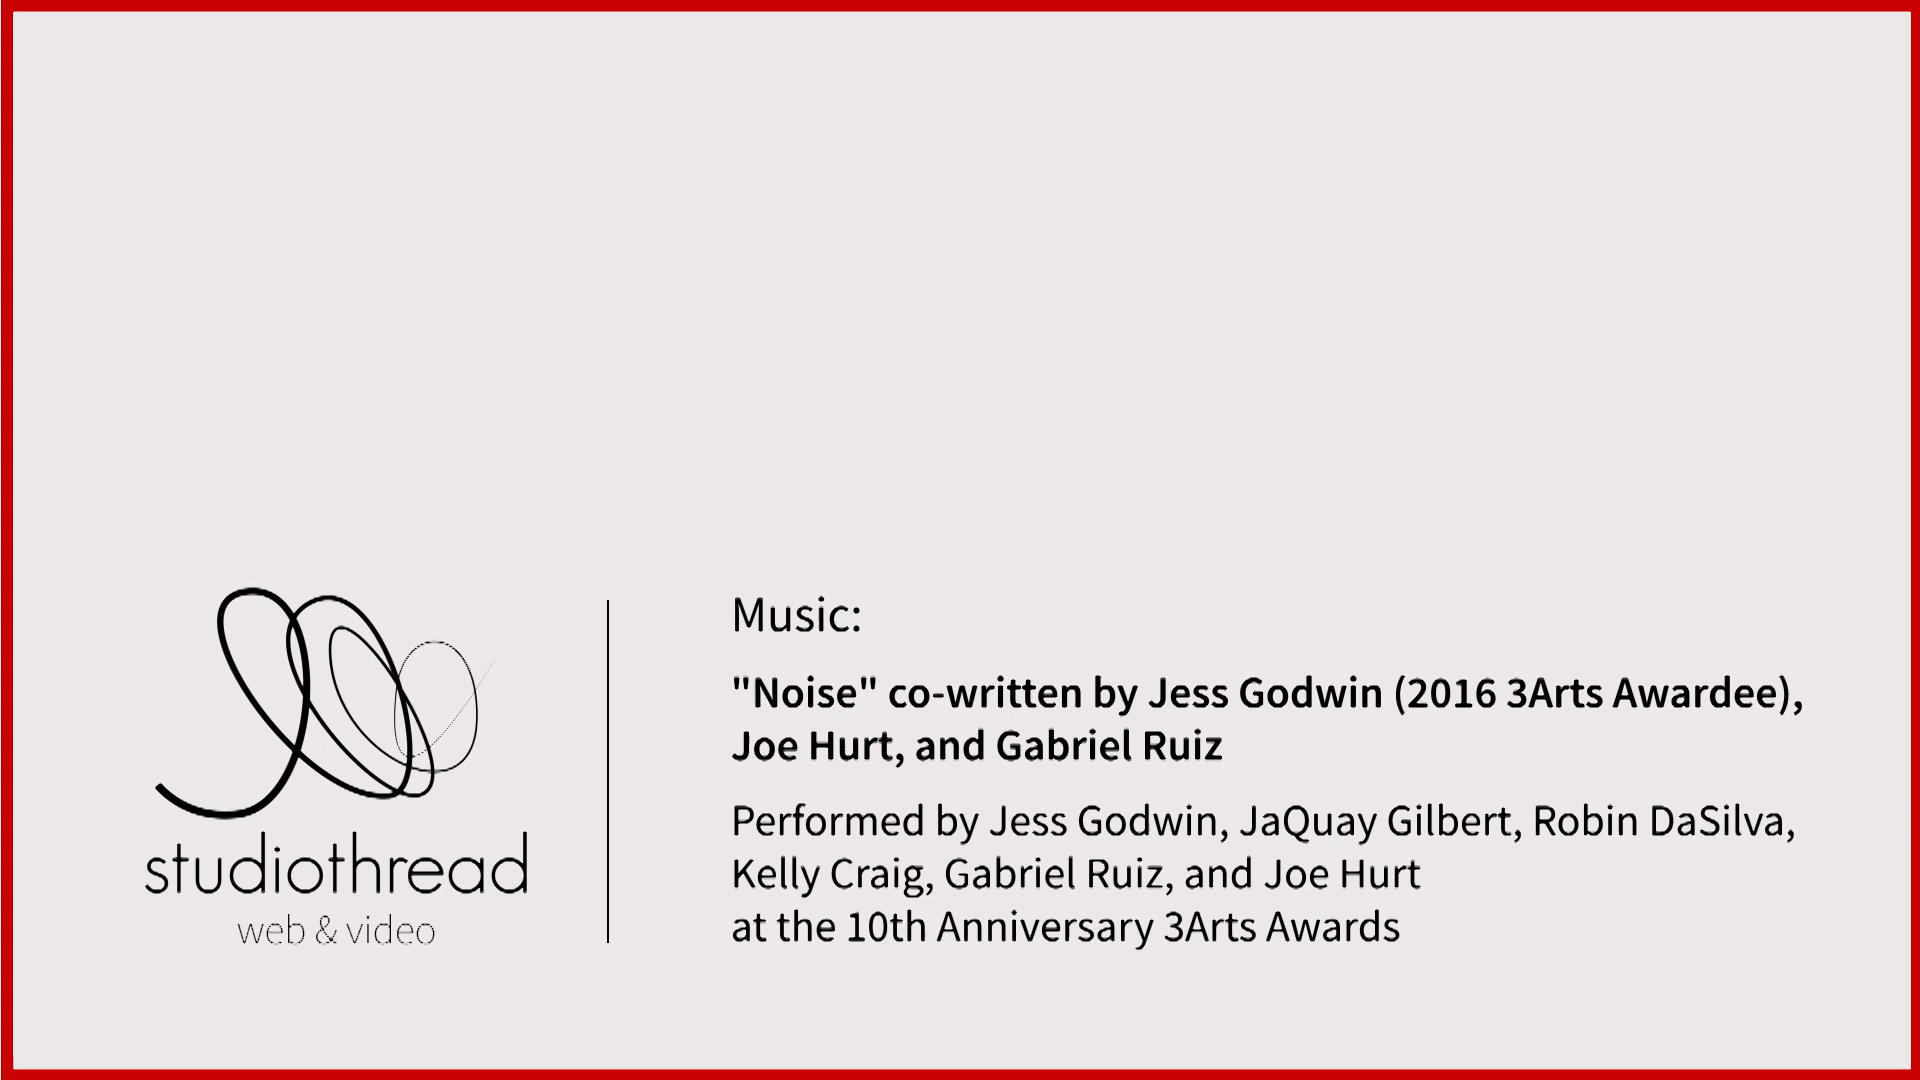 studiothread
web & video
Music:
"Noise" co-written by Jess Godwin (2016 3Arts Awardee),
Joe Hurt, and Gabriel Ruiz
Performed by Jess Godwin, JaQuay Gilbert, Robin DaSilva,
Kelly Craig, Gabriel Ruiz, and Joe Hurt
at the 10th Anniversary 3Arts Awards